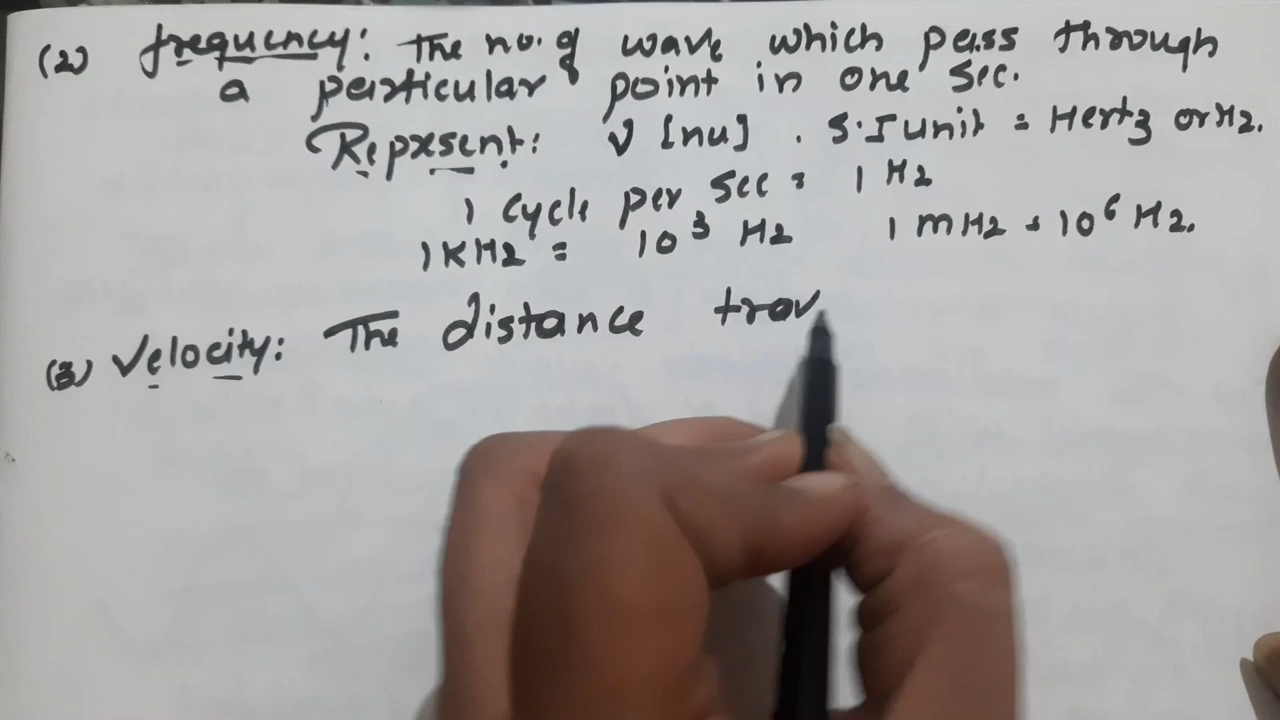 (2) frequency: The no. of wave which pass through
a particular point in one sec.
Represent: ν [nu] . S.I unit = Hertz or Hz.
1 cycle per sec = 1 Hz
1 KHz = 10³ Hz 1 mHz = 10⁶ Hz.
(3) Velocity: The distance trav